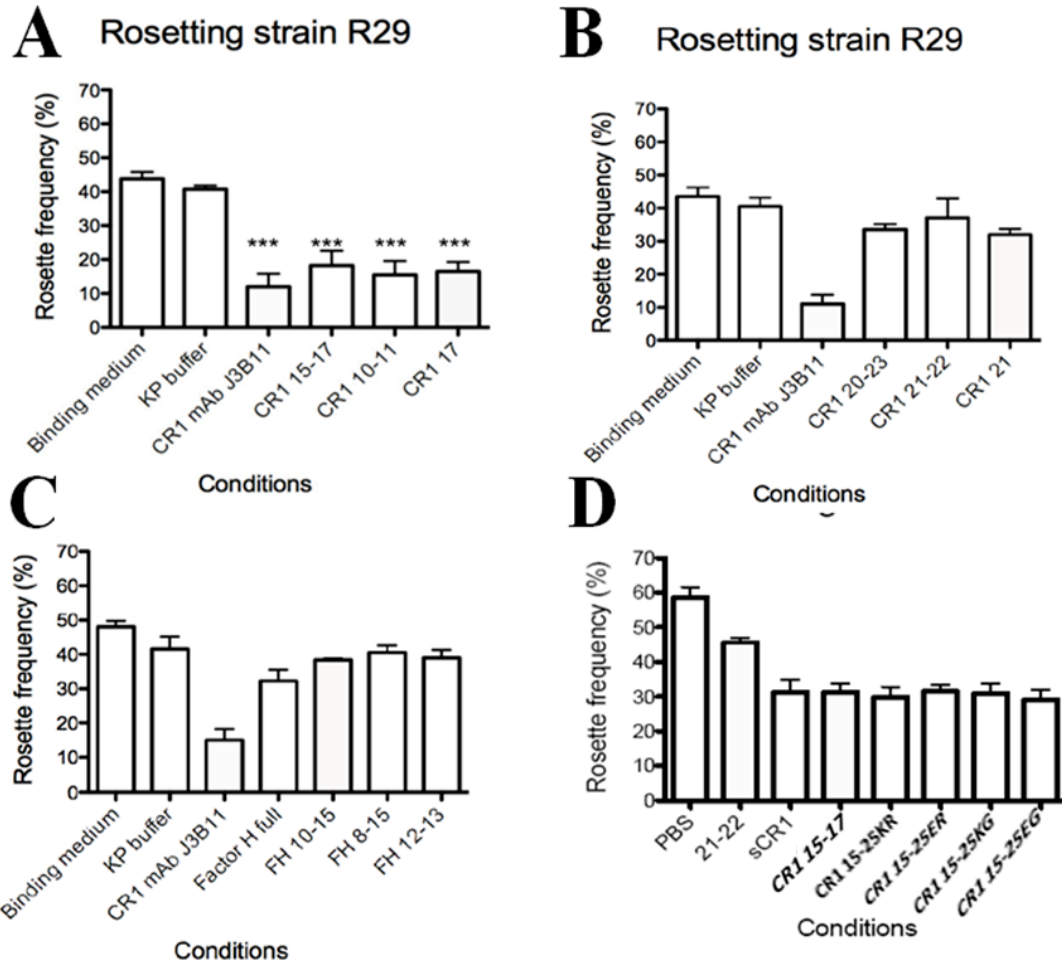 A
Rosetting strain R29
Rosette frequency (%)
70
60
50
40
30
20
10
0
***
***
***
***
Binding medium
KP buffer
CR1 mAb J3B11
CR1 15-17
CR1 10-11
CR1 17
Conditions
B
Rosetting strain R29
Rosette frequency (%)
70
60
50
40
30
20
10
0
Binding medium
KP buffer
CR1 mAb J3B11
CR1 20-23
CR1 21-22
CR1 21
Conditions
C
Rosette frequency (%)
70
60
50
40
30
20
10
0
Binding medium
KP buffer
CR1 mAb J3B11
Factor H full
FH 10-15
FH 8-15
FH 12-13
Conditions
D
Rosette frequency (%)
70
60
50
40
30
20
10
0
PBS
21-22
sCR1
CR1 15-17
CR1 15-25KR
CR1 15-25ER
CR1 15-25KG
CR1 15-25EG
Conditions